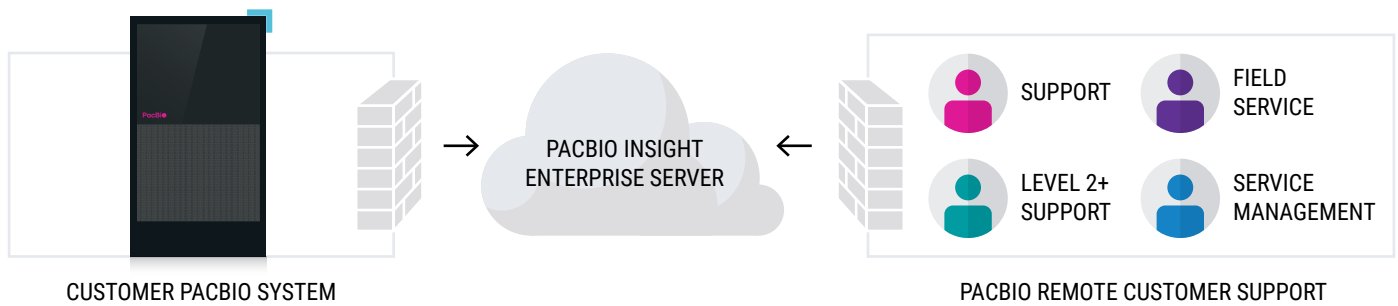 PacBio
PACBIO INSIGHT
ENTERPRISE SERVER
SUPPORT
FIELD
SERVICE
LEVEL 2+
SUPPORT
SERVICE
MANAGEMENT
CUSTOMER PACBIO SYSTEM
PACBIO REMOTE CUSTOMER SUPPORT